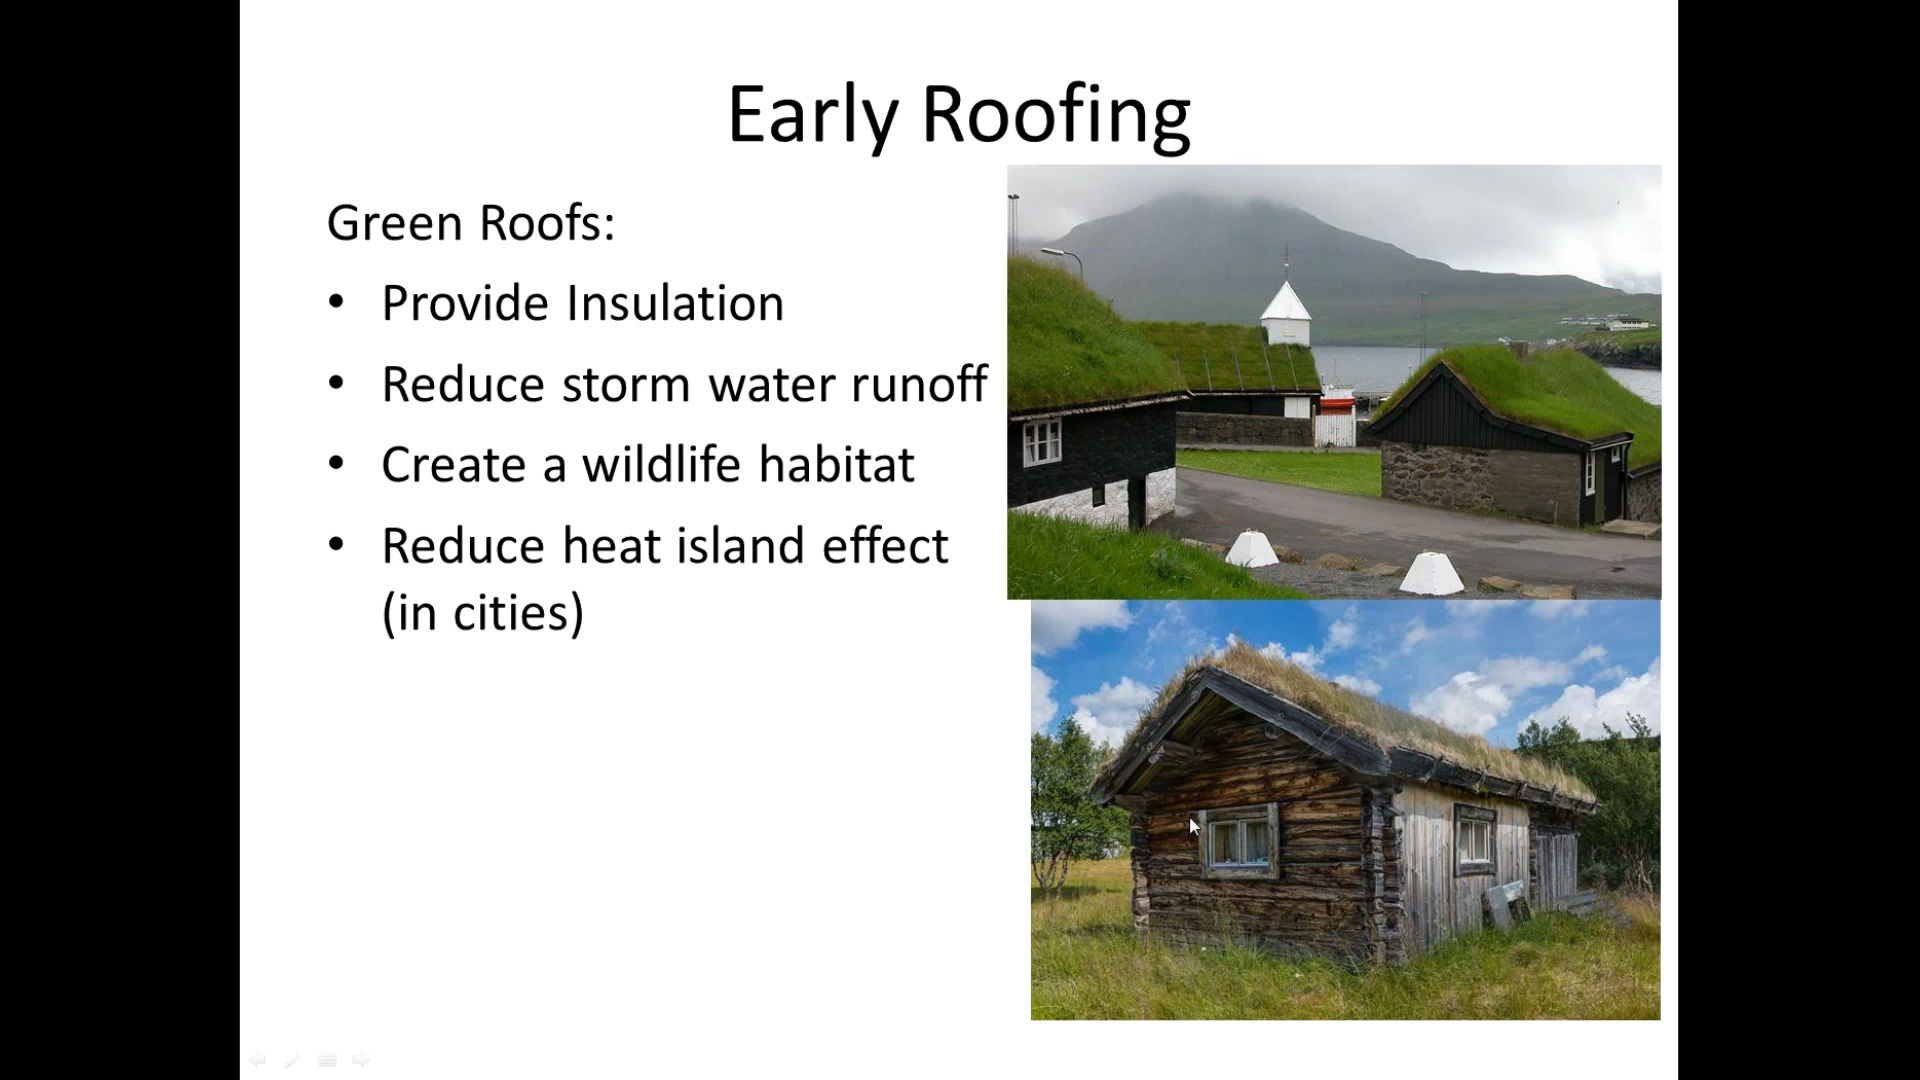 Early Roofing
Green Roofs:
• Provide Insulation
• Reduce storm water runoff
• Create a wildlife habitat
• Reduce heat island effect
(in cities)